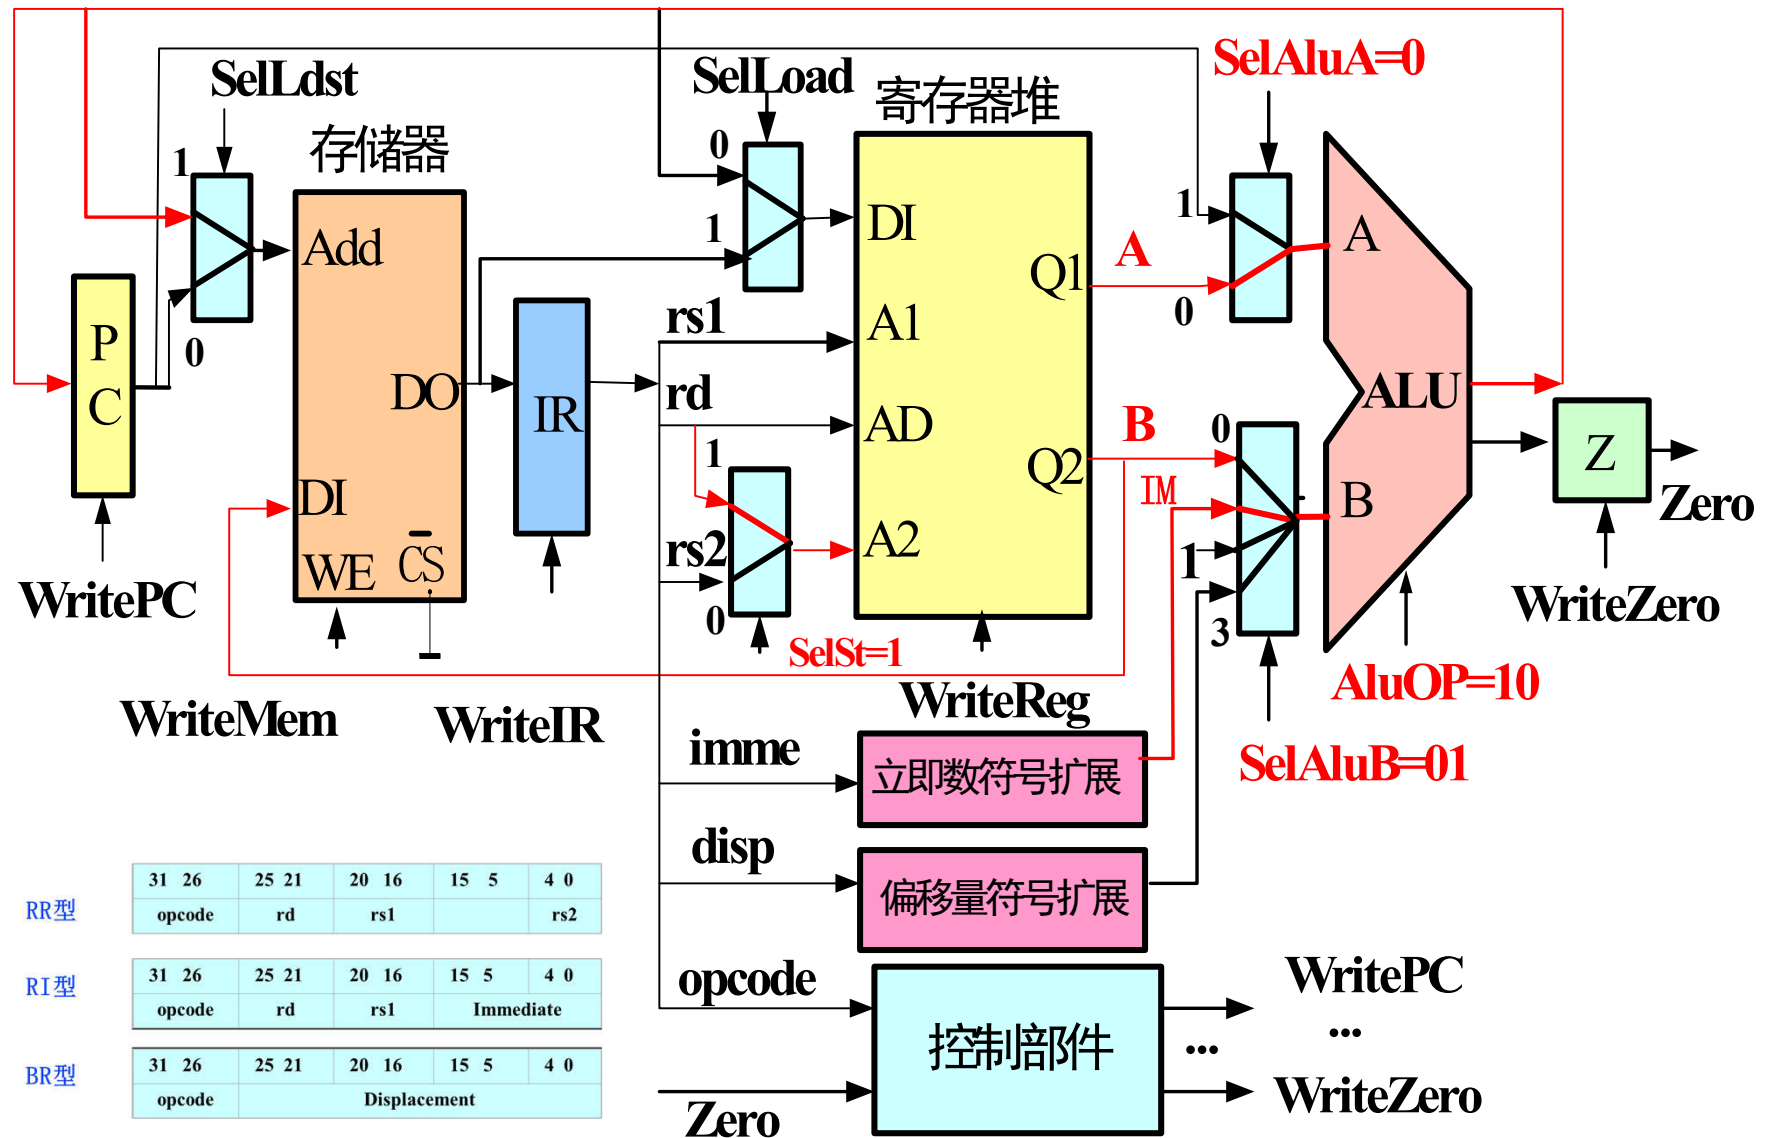 SelLdst
SelLoad
寄存器堆
SelAluA=0
存储器
1
0
1
0
1
0
P
C
Add
DO
DI
WE
CS
IR
rs1
rd
1
rs2
0
DI
A1
AD
A2
Q1
Q2
A
B
IM
1
0
0
1
3
A
ALU
B
Z
Zero
WritePC
WriteMem
WriteIR
SelSt=1
WriteReg
WriteZero
AluOP=10
SelAluB=01
imme
立即数符号扩展
disp
偏移量符号扩展
opcode
控制部件
Zero
WritePC
...
...
WriteZero
RR型
31 26 25 21 20 16 15 5 4 0
opcode rd rs1 rs2
RI型
31 26 25 21 20 16 15 5 4 0
opcode rd rs1 Immediate
BR型
31 26 25 21 20 16 15 5 4 0
opcode Displacement